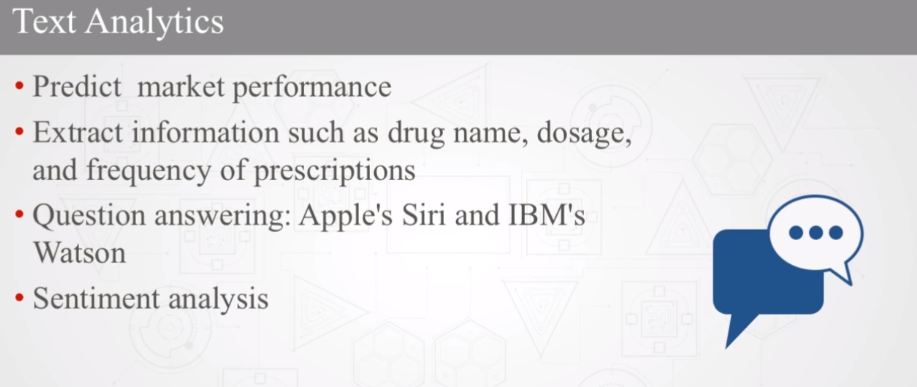 Text Analytics
• Predict  market performance
• Extract information such as drug name, dosage,
and frequency of prescriptions
• Question answering: Apple's Siri and IBM's
Watson
• Sentiment analysis